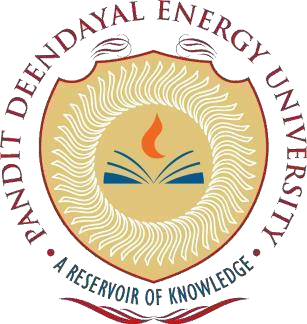 PANDIT DEENDAYAL ENERGY UNIVERSITY
• A RESERVOIR OF KNOWLEDGE •